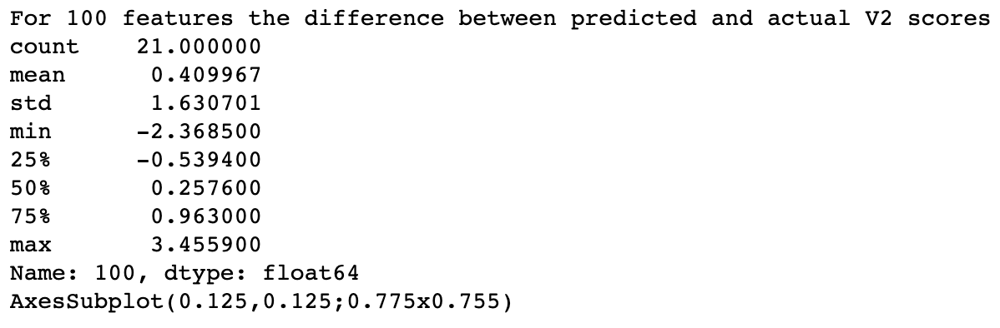 For 100 features the difference between predicted and actual V2 scores
count    21.000000
mean      0.409967
std       1.630701
min      -2.368500
25%      -0.539400
50%       0.257600
75%       0.963000
max       3.455900
Name: 100, dtype: float64
AxesSubplot(0.125,0.125;0.775x0.755)